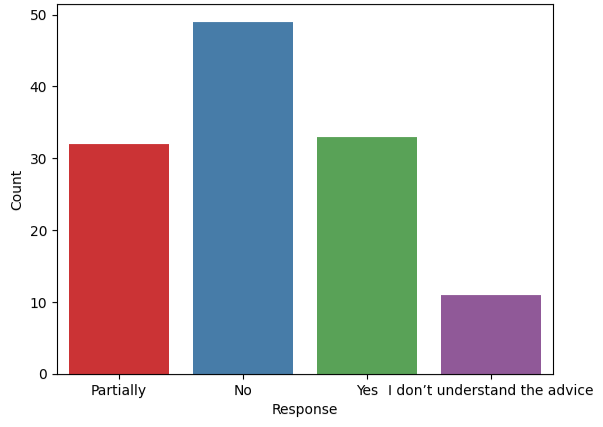 50
40
30
20
10
0
Count
Partially
No
Yes
I don’t understand the advice
Response